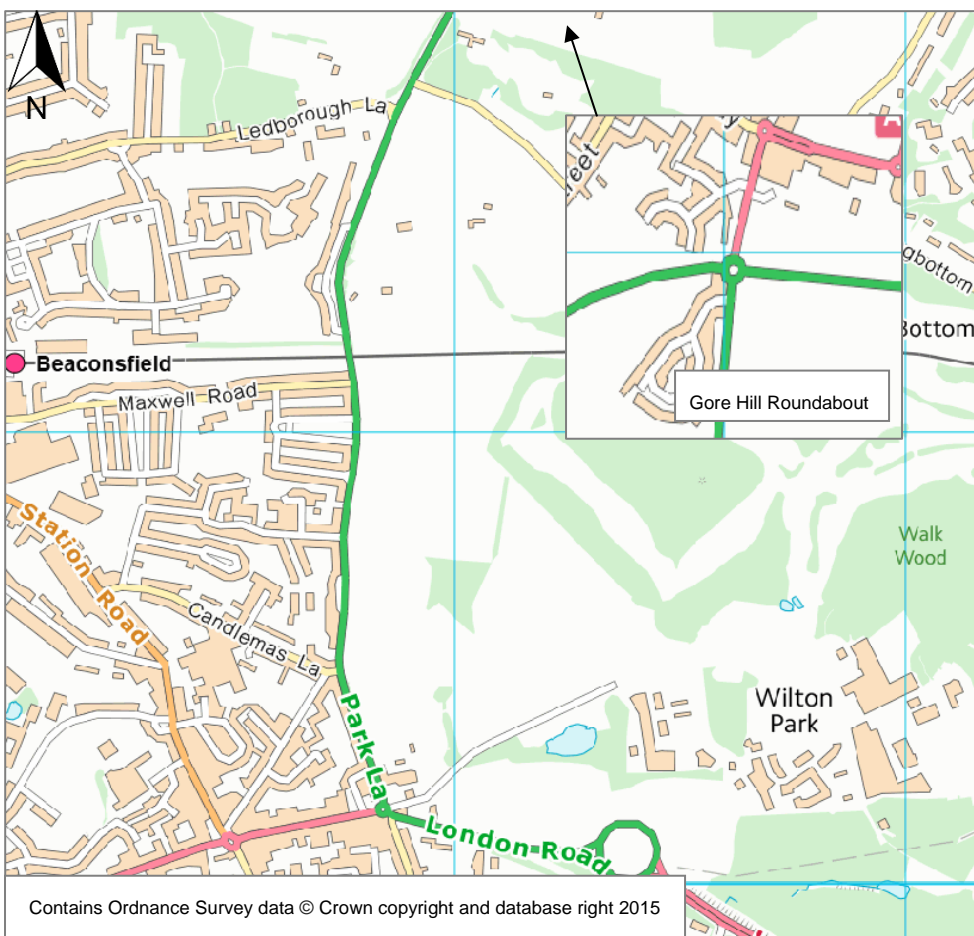 N
Ledborough La
Beaconsfield
Maxwell Road
Station Road
Candlemas La
Park La
London Road
Gore Hill Roundabout
Walk
Wood
Wilton
Park
Contains Ordnance Survey data © Crown copyright and database right 2015